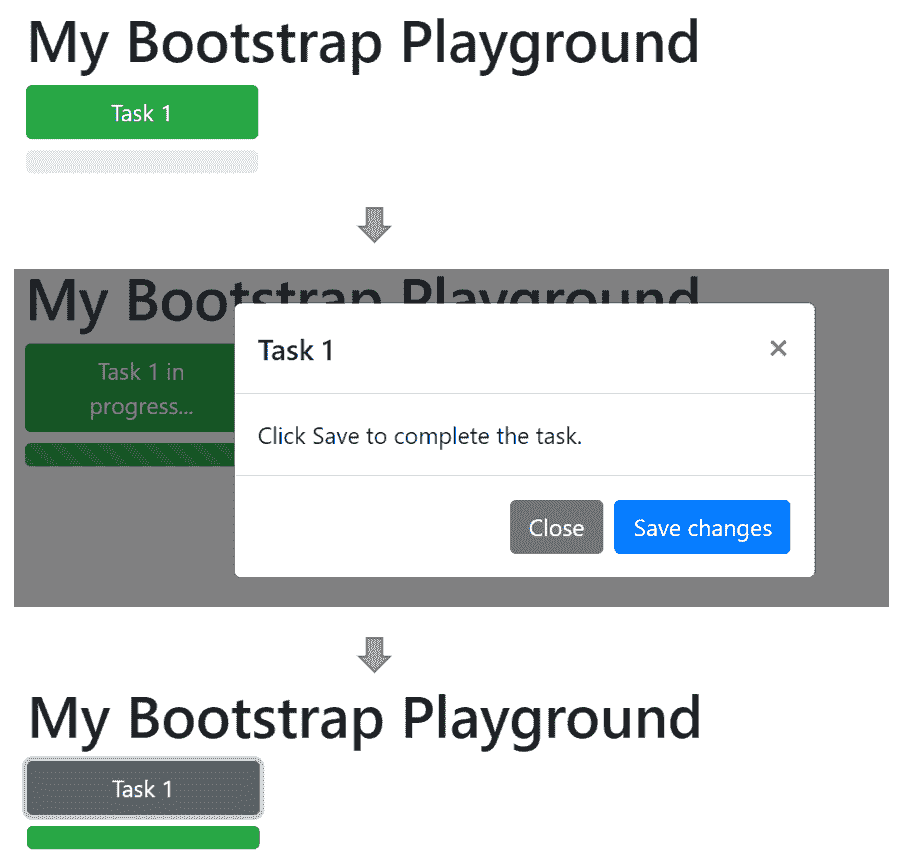 My Bootstrap Playground
Task 1
My Bootstrap Playground
Task 1 in
progress...
Task 1
×
Click Save to complete the task.
Close
Save changes
My Bootstrap Playground
Task 1